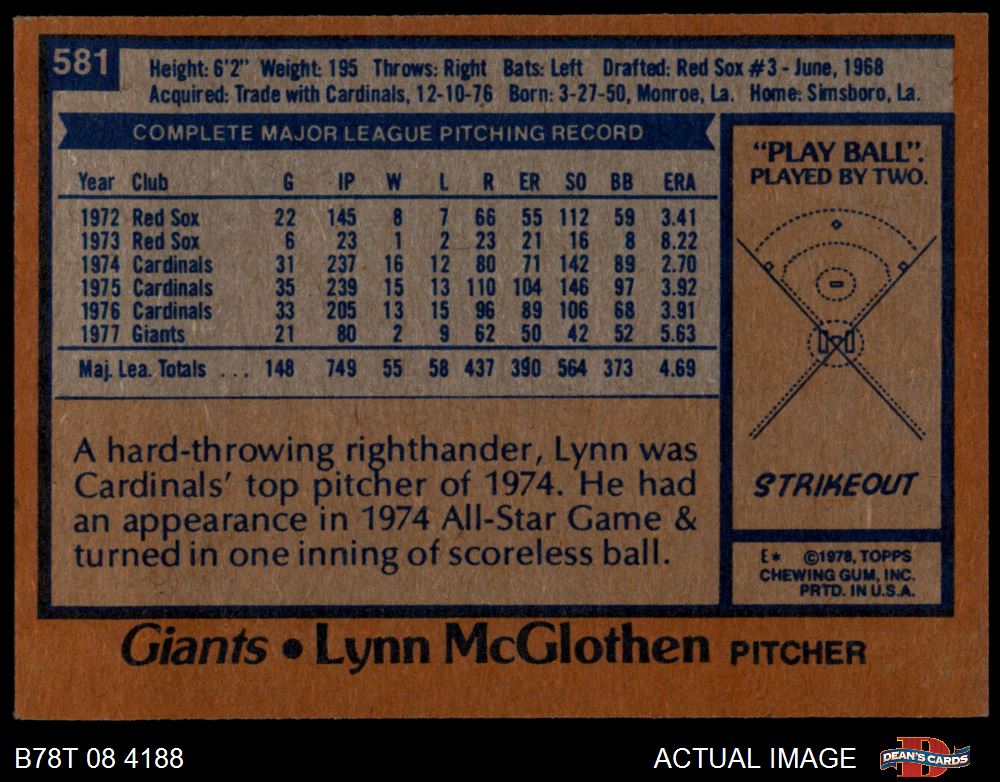 581
Height: 6'2" Weight: 195 Throws: Right Bats: Left Drafted: Red Sox #3 - June, 1968
Acquired: Trade with Cardinals, 12-10-76 Born: 3-27-50, Monroe, La. Home: Simsboro, La.
COMPLETE MAJOR LEAGUE PITCHING RECORD
Year Club G IP W L R ER SO BB ERA
1972 Red Sox 22 145 8 7 66 55 112 59 3.41
1973 Red Sox 6 23 1 2 23 21 16 8 8.22
1974 Cardinals 31 237 16 12 80 71 142 89 2.70
1975 Cardinals 35 239 15 13 110 104 146 97 3.92
1976 Cardinals 33 205 13 15 96 89 106 68 3.91
1977 Giants 21 80 2 9 62 50 42 52 5.63
Maj. Lea. Totals ... 148 749 55 58 437 390 564 373 4.69
A hard-throwing righthander, Lynn was
Cardinals' top pitcher of 1974. He had
an appearance in 1974 All-Star Game &
turned in one inning of scoreless ball.
"PLAY BALL".
PLAYED BY TWO.
STRIKEOUT
E* ©1978, TOPPS
CHEWING GUM, INC.
PRTD. IN U.S.A.
Giants • Lynn McGlothen PITCHER
B78T 08 4188
ACTUAL IMAGE
DEAN'S CARDS